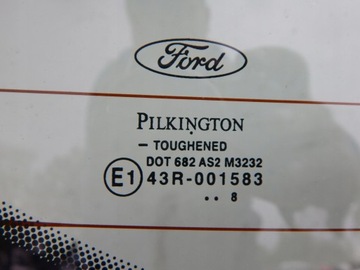 Ford
PILKINGTON
– TOUGHENED
DOT 682 AS2 M3232
E1 43R-001583
.. 8